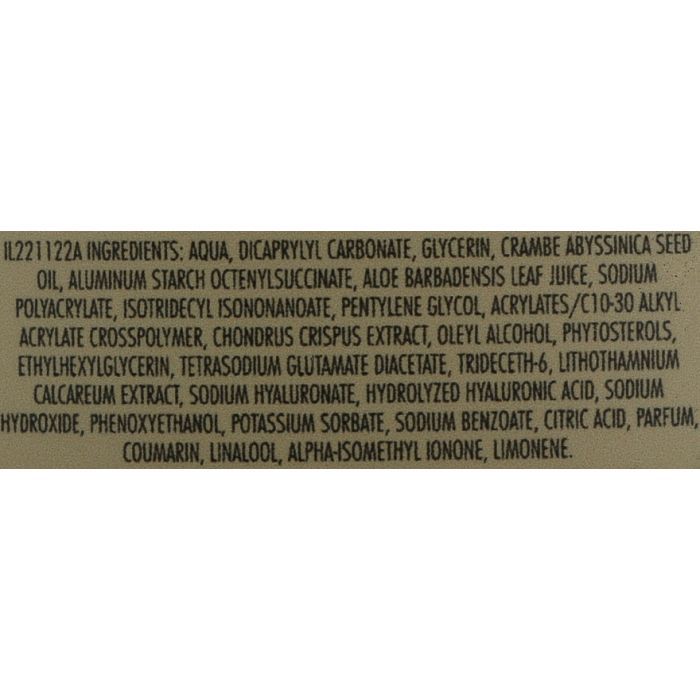 IL221122A INGREDIENTS: AQUA, DICAPRYLYL CARBONATE, GLYCERIN, CRAMBE ABYSSINICA SEED
OIL, ALUMINUM STARCH OCTENYLSUCCINATE, ALOE BARBADENSIS LEAF JUICE, SODIUM
POLYACRYLATE, ISOTRIDECYL ISONONANOATE, PENTYLENE GLYCOL, ACRYLATES/C10-30 ALKYL
ACRYLATE CROSSPOLYMER, CHONDRUS CRISPUS EXTRACT, OLEYL ALCOHOL, PHYTOSTEROLS,
ETHYLHEXYLGLYCERIN, TETRASODIUM GLUTAMATE DIACETATE, TRIDECETH-6, LITHOTHAMNIUM
CALCAREUM EXTRACT, SODIUM HYALURONATE, HYDROLYZED HYALURONIC ACID, SODIUM
HYDROXIDE, PHENOXYETHANOL, POTASSIUM SORBATE, SODIUM BENZOATE, CITRIC ACID, PARFUM,
COUMARIN, LINALOOL, ALPHA-ISOMETHYL IONONE, LIMONENE.